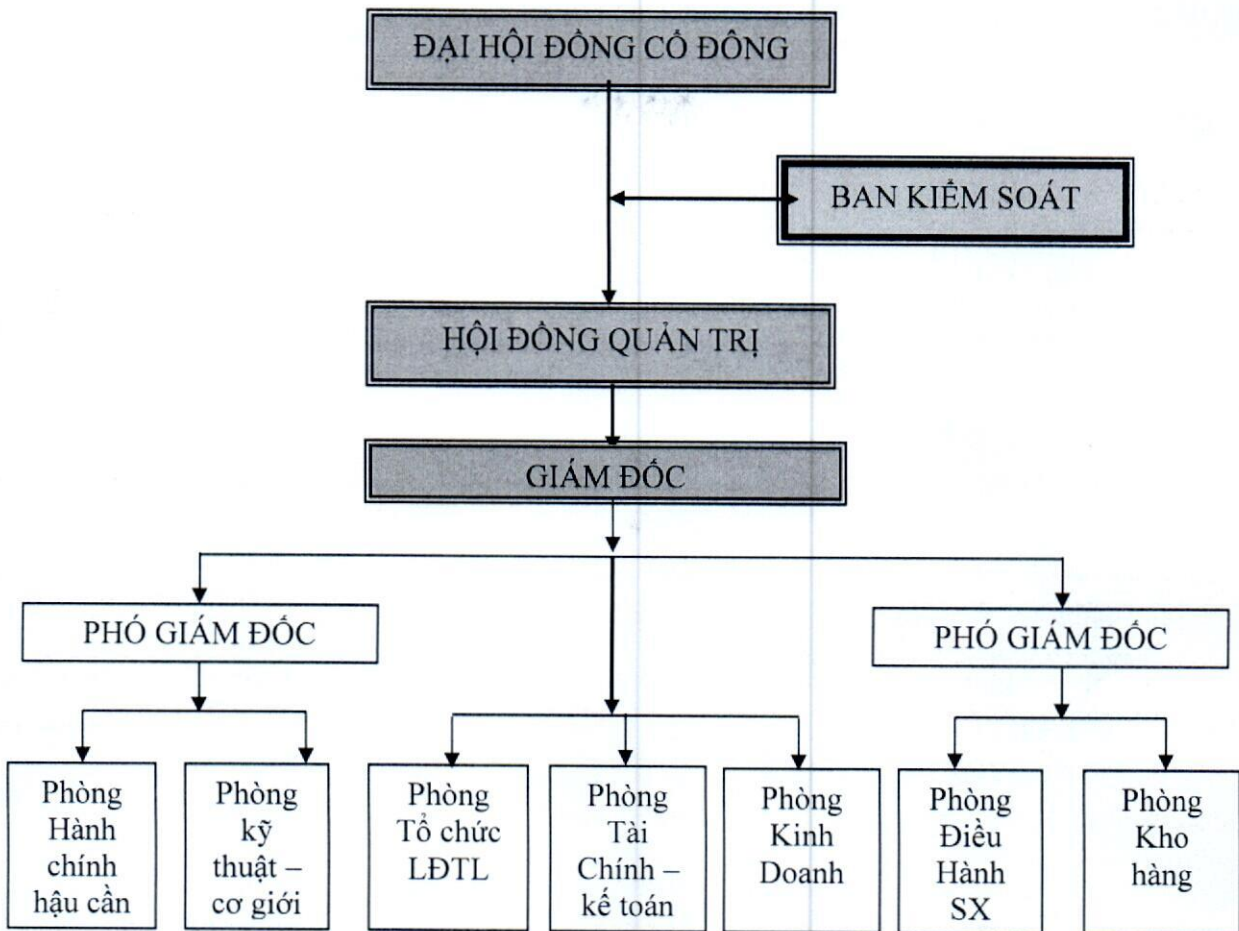 ĐẠI HỘI ĐỒNG CỔ ĐÔNG
BAN KIỂM SOÁT
HỘI ĐỒNG QUẢN TRỊ
GIÁM ĐỐC
PHÓ GIÁM ĐỐC
PHÓ GIÁM ĐỐC
Phòng
Hành
chính
hậu cần
Phòng
kỹ
thuật –
cơ giới
Phòng
Tổ chức
LĐTL
Phòng
Tài
Chính –
kế toán
Phòng
Kinh
Doanh
Phòng
Điều
Hành
SX
Phòng
Kho
hàng